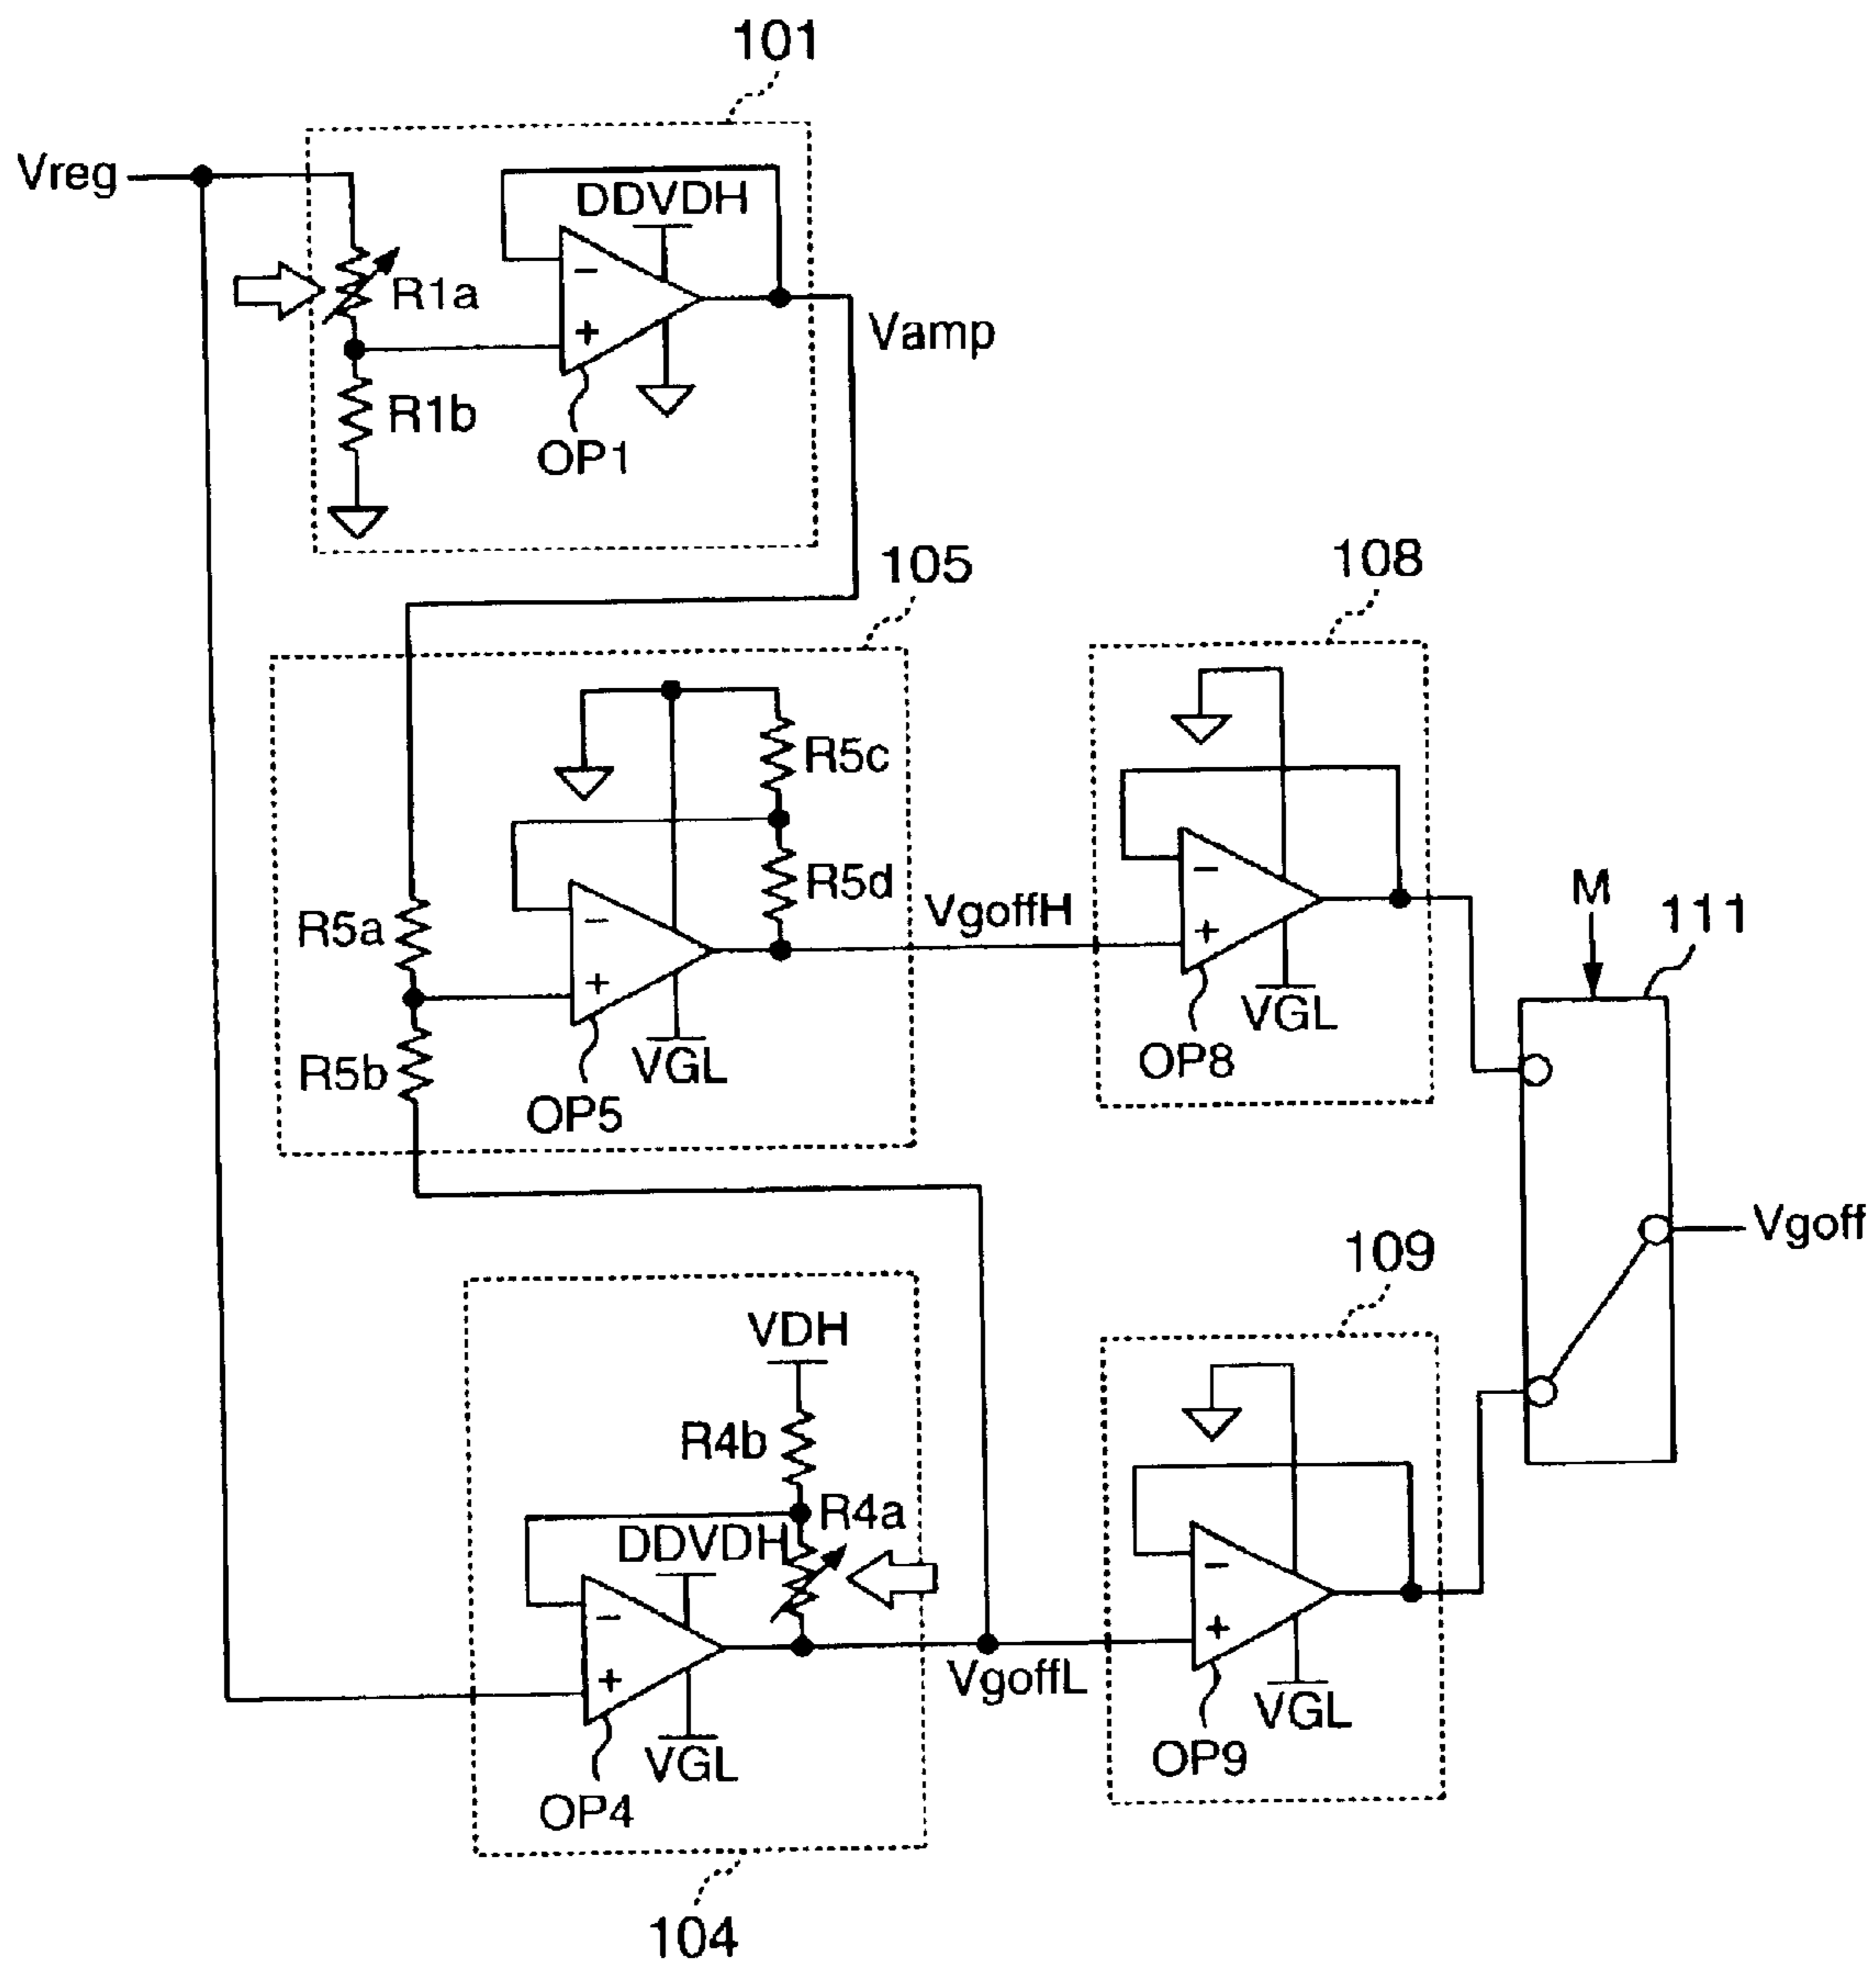 101
Vreg
DDVDH
−
R1a
+
Vamp
R1b
OP1
105
108
R5c
R5d
−
M
111
R5a
−
VgoffH
+
+
VGL
R5b
VGL
OP8
OP5
Vgoff
109
VDH
R4b
R4a
DDVDH
−
−
+
+
VgoffL
VGL
VGL
OP9
OP4
104